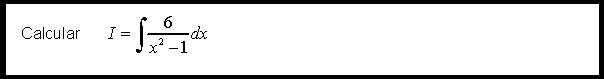 Calcular I = ∫ 6/(x² − 1) dx